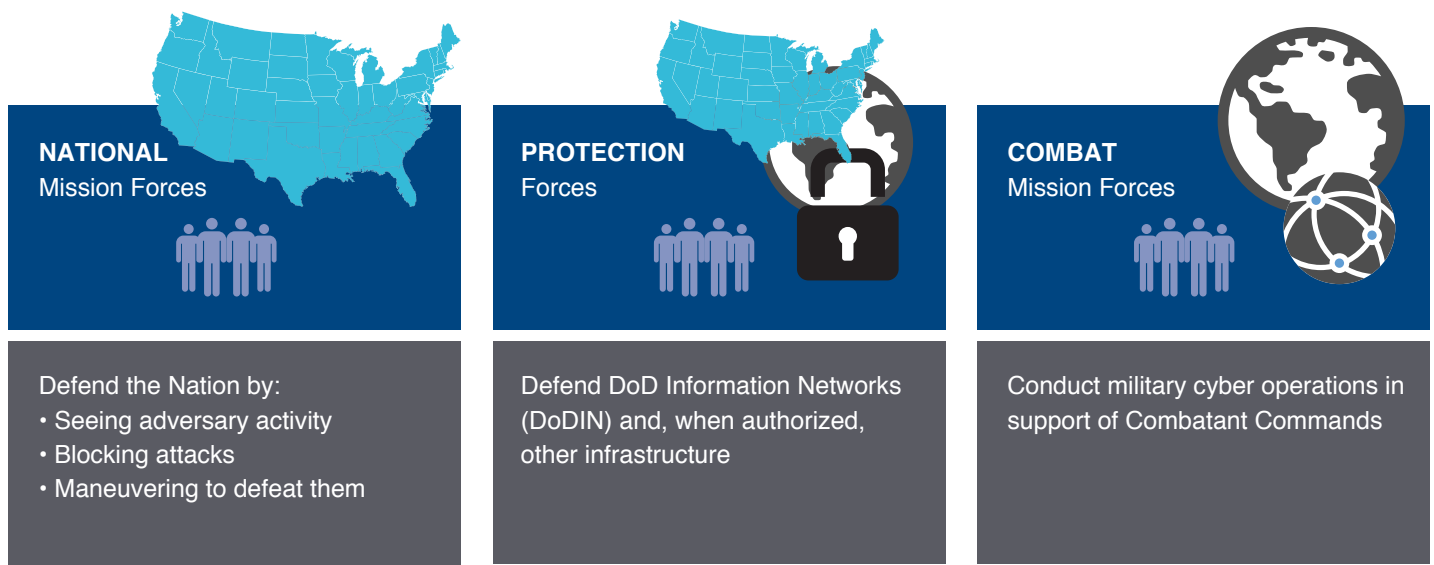 NATIONAL
Mission Forces
Defend the Nation by:
• Seeing adversary activity
• Blocking attacks
• Maneuvering to defeat them
PROTECTION
Forces
Defend DoD Information Networks
(DoDIN) and, when authorized,
other infrastructure
COMBAT
Mission Forces
Conduct military cyber operations in
support of Combatant Commands